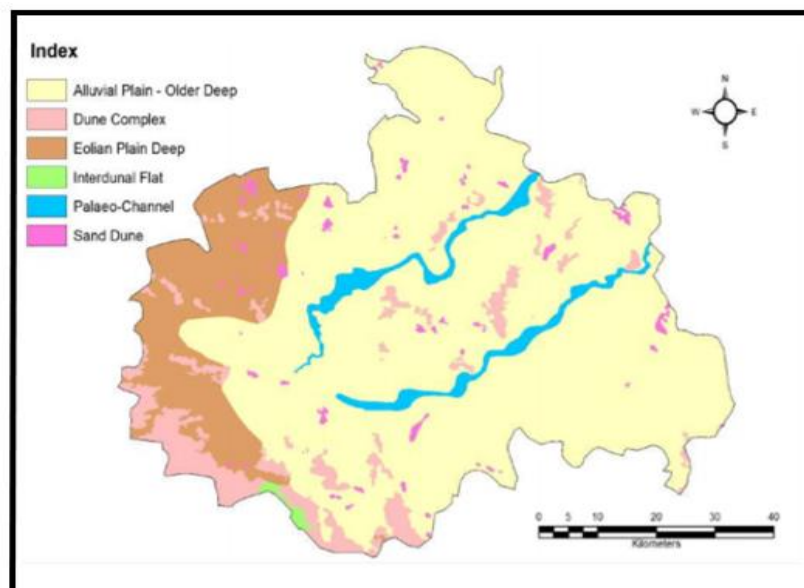 Index
Alluvial Plain - Older Deep
Dune Complex
Eolian Plain Deep
Interdunal Flat
Palaeo-Channel
Sand Dune
N
W E
S
0 5 10 20 30 40
Kilometers